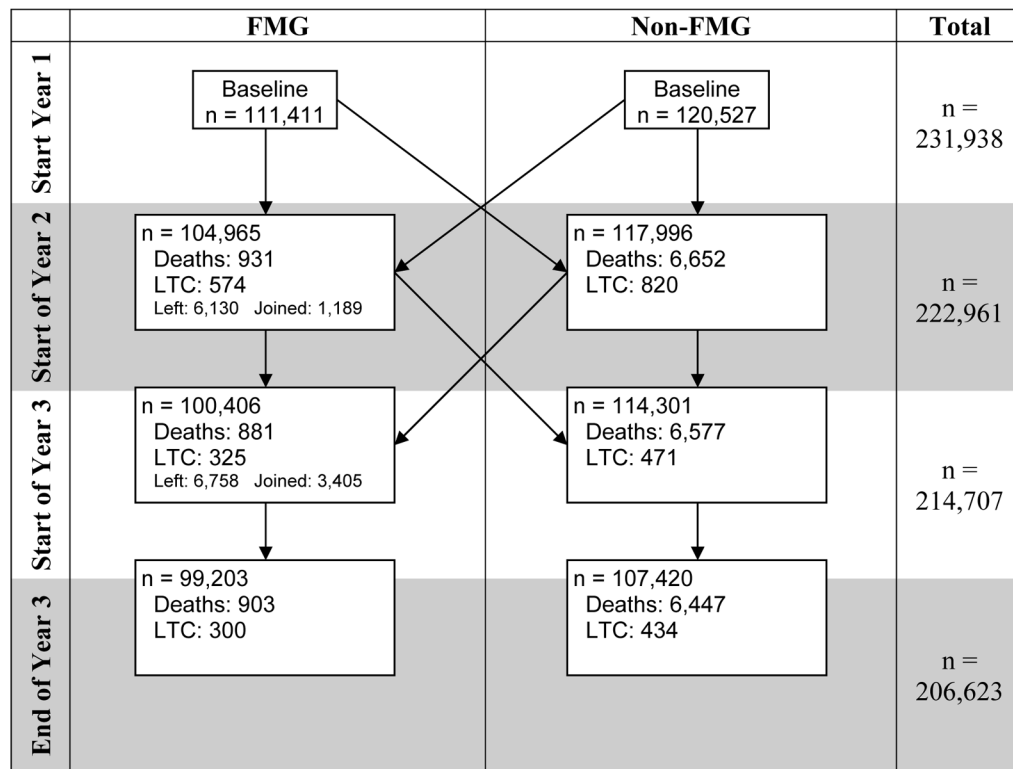 FMG
Non-FMG
Total
Start Year 1
Baseline
n = 111,411
Baseline
n = 120,527
n =
231,938
Start of Year 2
n = 104,965
Deaths: 931
LTC: 574
Left: 6,130 Joined: 1,189
n = 117,996
Deaths: 6,652
LTC: 820
n =
222,961
Start of Year 3
n = 100,406
Deaths: 881
LTC: 325
Left: 6,758 Joined: 3,405
n = 114,301
Deaths: 6,577
LTC: 471
n =
214,707
End of Year 3
n = 99,203
Deaths: 903
LTC: 300
n = 107,420
Deaths: 6,447
LTC: 434
n =
206,623